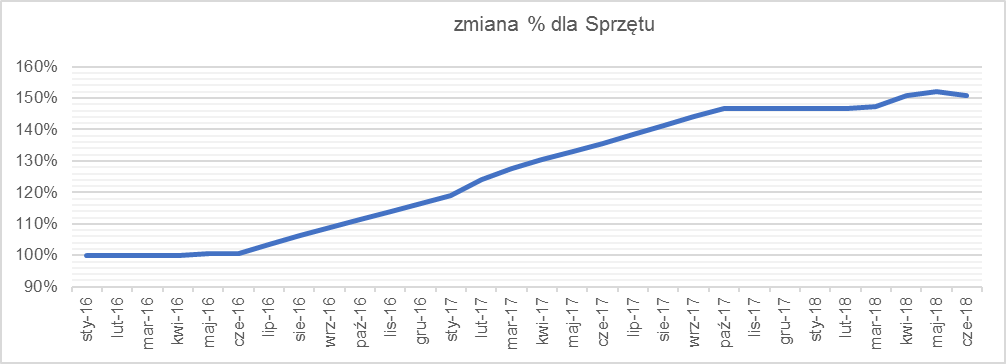 zmiana % dla Sprzętu
160%
150%
140%
130%
120%
110%
100%
90%
sty-16
lut-16
mar-16
kwi-16
maj-16
cze-16
lip-16
sie-16
wrz-16
paź-16
lis-16
gru-16
sty-17
lut-17
mar-17
kwi-17
maj-17
cze-17
lip-17
sie-17
wrz-17
paź-17
lis-17
gru-17
sty-18
lut-18
mar-18
kwi-18
maj-18
cze-18